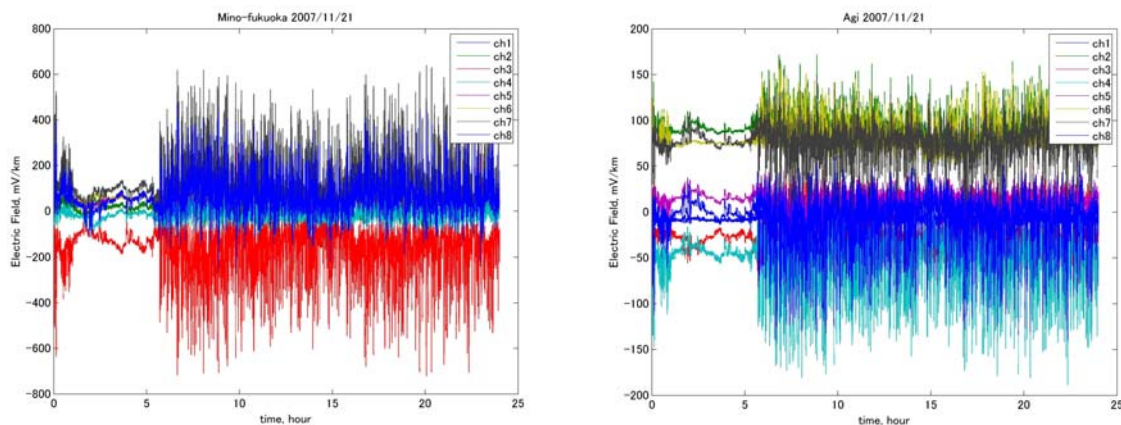 Mino-fukuoka 2007/11/21
Electric Field, mV/km
800
600
400
200
0
−200
−400
−600
−800
0
5
10
15
20
25
time, hour
ch1
ch2
ch3
ch4
ch5
ch6
ch7
ch8
Agi 2007/11/21
Electric Field, mV/km
200
150
100
50
0
−50
−100
−150
−200
0
5
10
15
20
25
time, hour
ch1
ch2
ch3
ch4
ch5
ch6
ch7
ch8